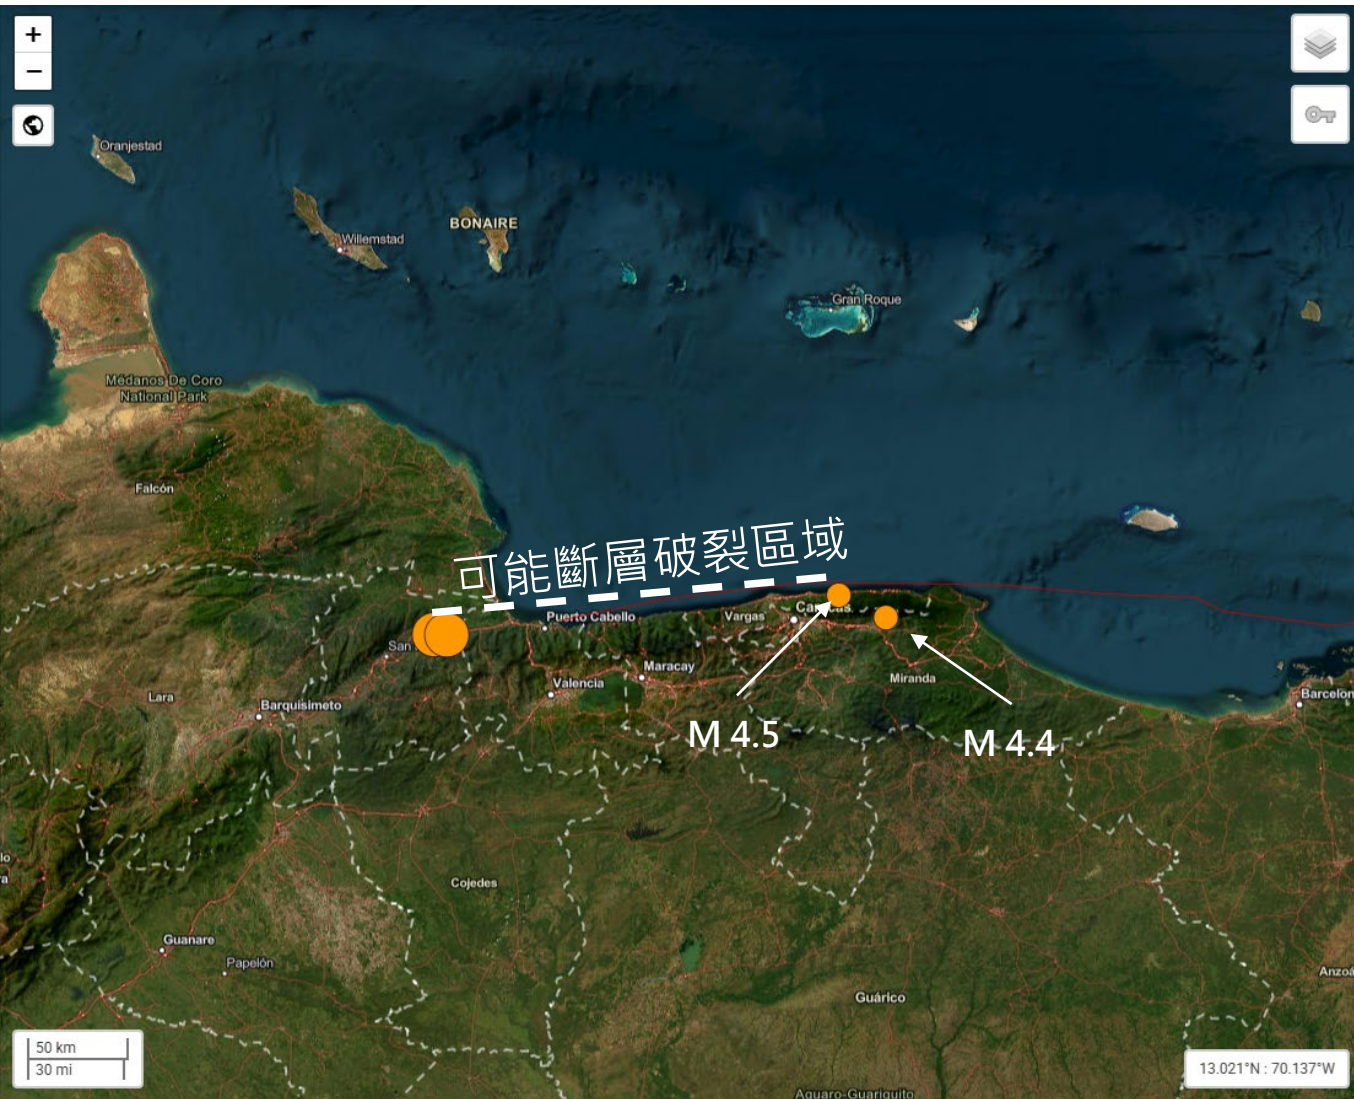 +
−
Oranjestad
BONAIRE
Willemstad
Gran Roque
Médanos De Coro
National Park
Falcón
可能斷層破裂區域
Puerto Cabello
Vargas
San
Maracay
Miranda
Valencia
Barcelon
Lara
Barquisimeto
M 4.5
M 4.4
lo
ra
Cojedes
Guanare
Papelón
Anzoá
Guárico
50 km
30 mi
13.021°N : 70.137°W
Aguaro-Guariquito